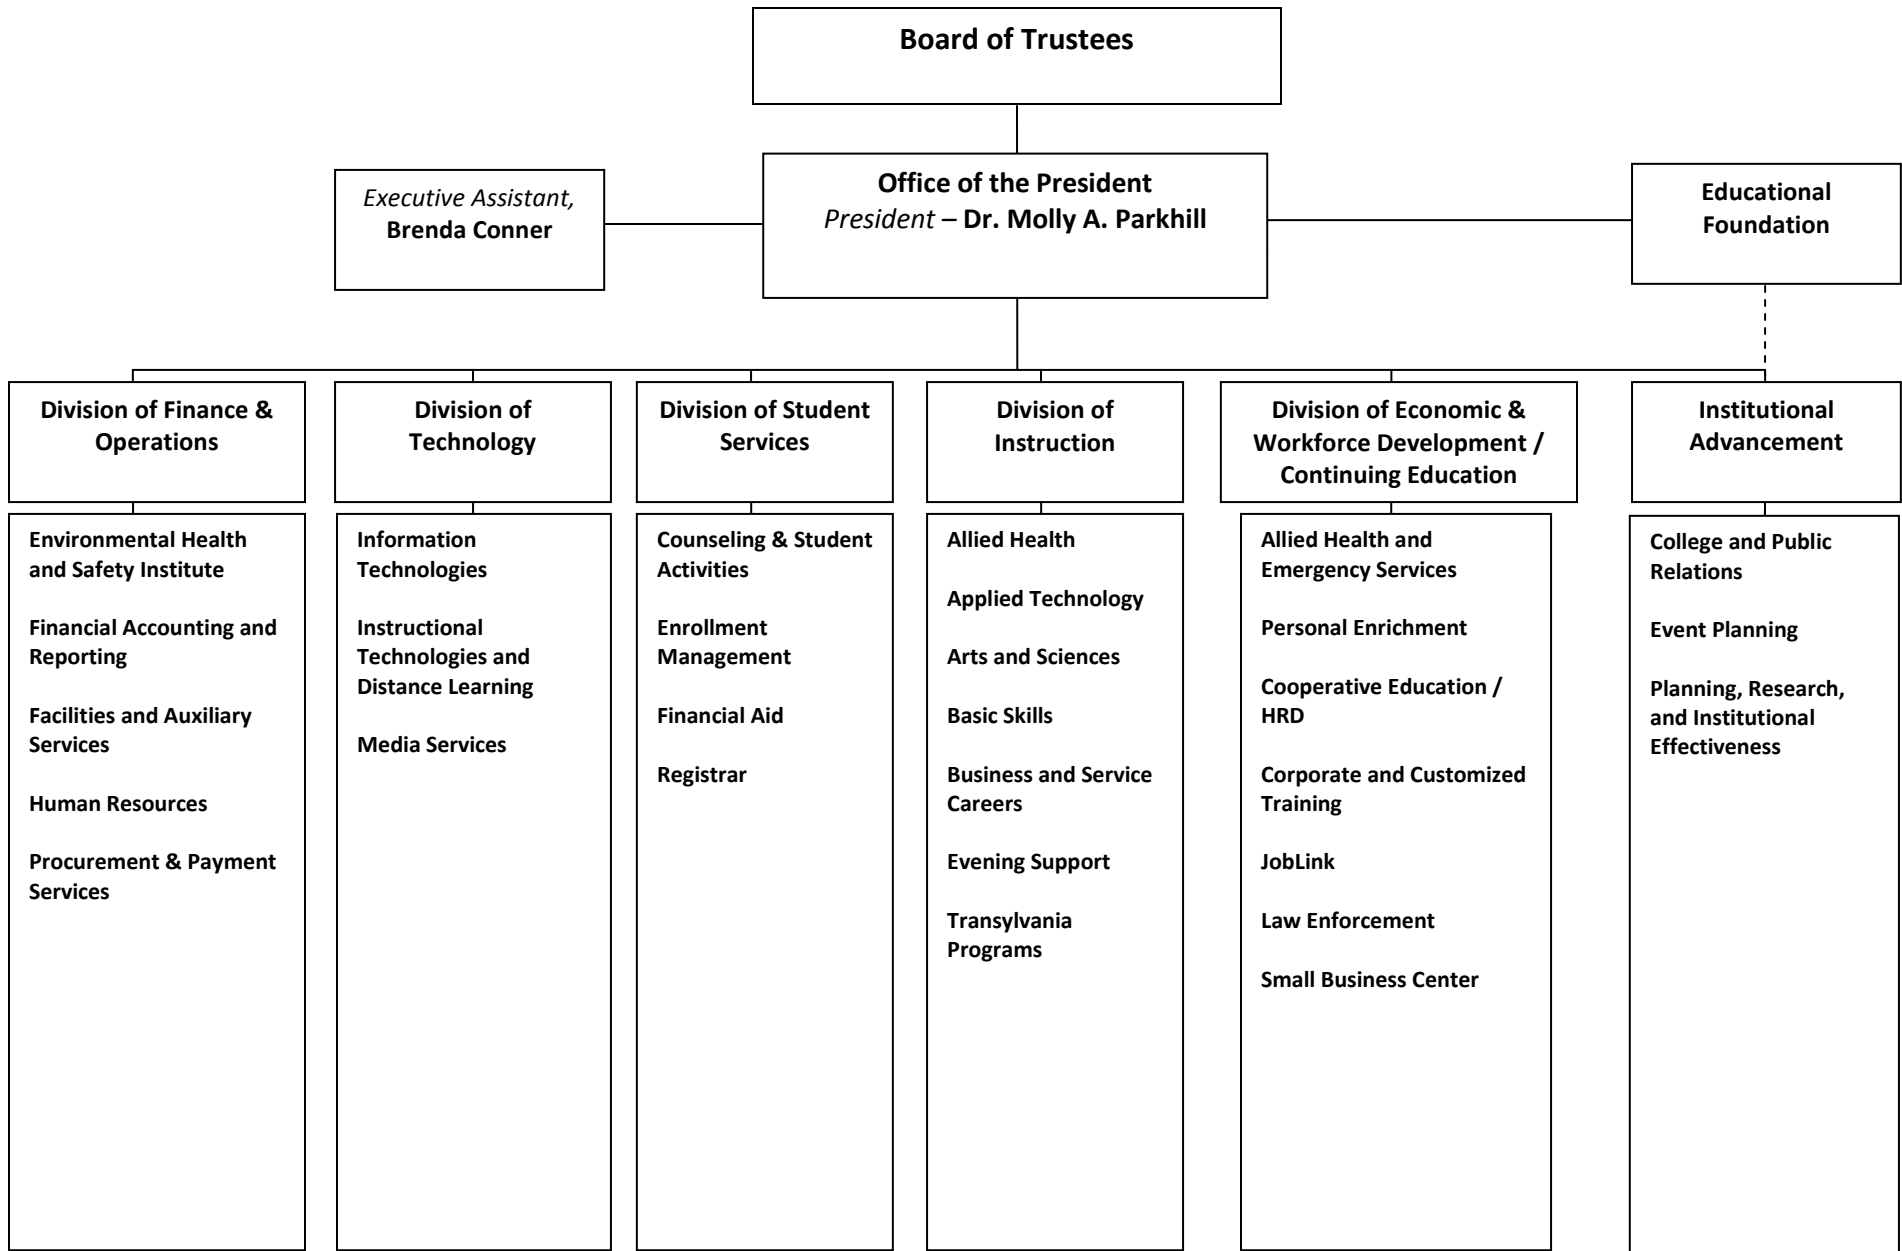 Board of Trustees
Executive Assistant,
Brenda Conner
Office of the President
President – Dr. Molly A. Parkhill
Educational
Foundation
Division of Finance &
Operations
Division of
Technology
Division of Student
Services
Division of
Instruction
Division of Economic &
Workforce Development /
Continuing Education
Institutional
Advancement
Environmental Health
and Safety Institute
Financial Accounting and
Reporting
Facilities and Auxiliary
Services
Human Resources
Procurement & Payment
Services
Information
Technologies
Instructional
Technologies and
Distance Learning
Media Services
Counseling & Student
Activities
Enrollment
Management
Financial Aid
Registrar
Allied Health
Applied Technology
Arts and Sciences
Basic Skills
Business and Service
Careers
Evening Support
Transylvania
Programs
Allied Health and
Emergency Services
Personal Enrichment
Cooperative Education /
HRD
Corporate and Customized
Training
JobLink
Law Enforcement
Small Business Center
College and Public
Relations
Event Planning
Planning, Research,
and Institutional
Effectiveness